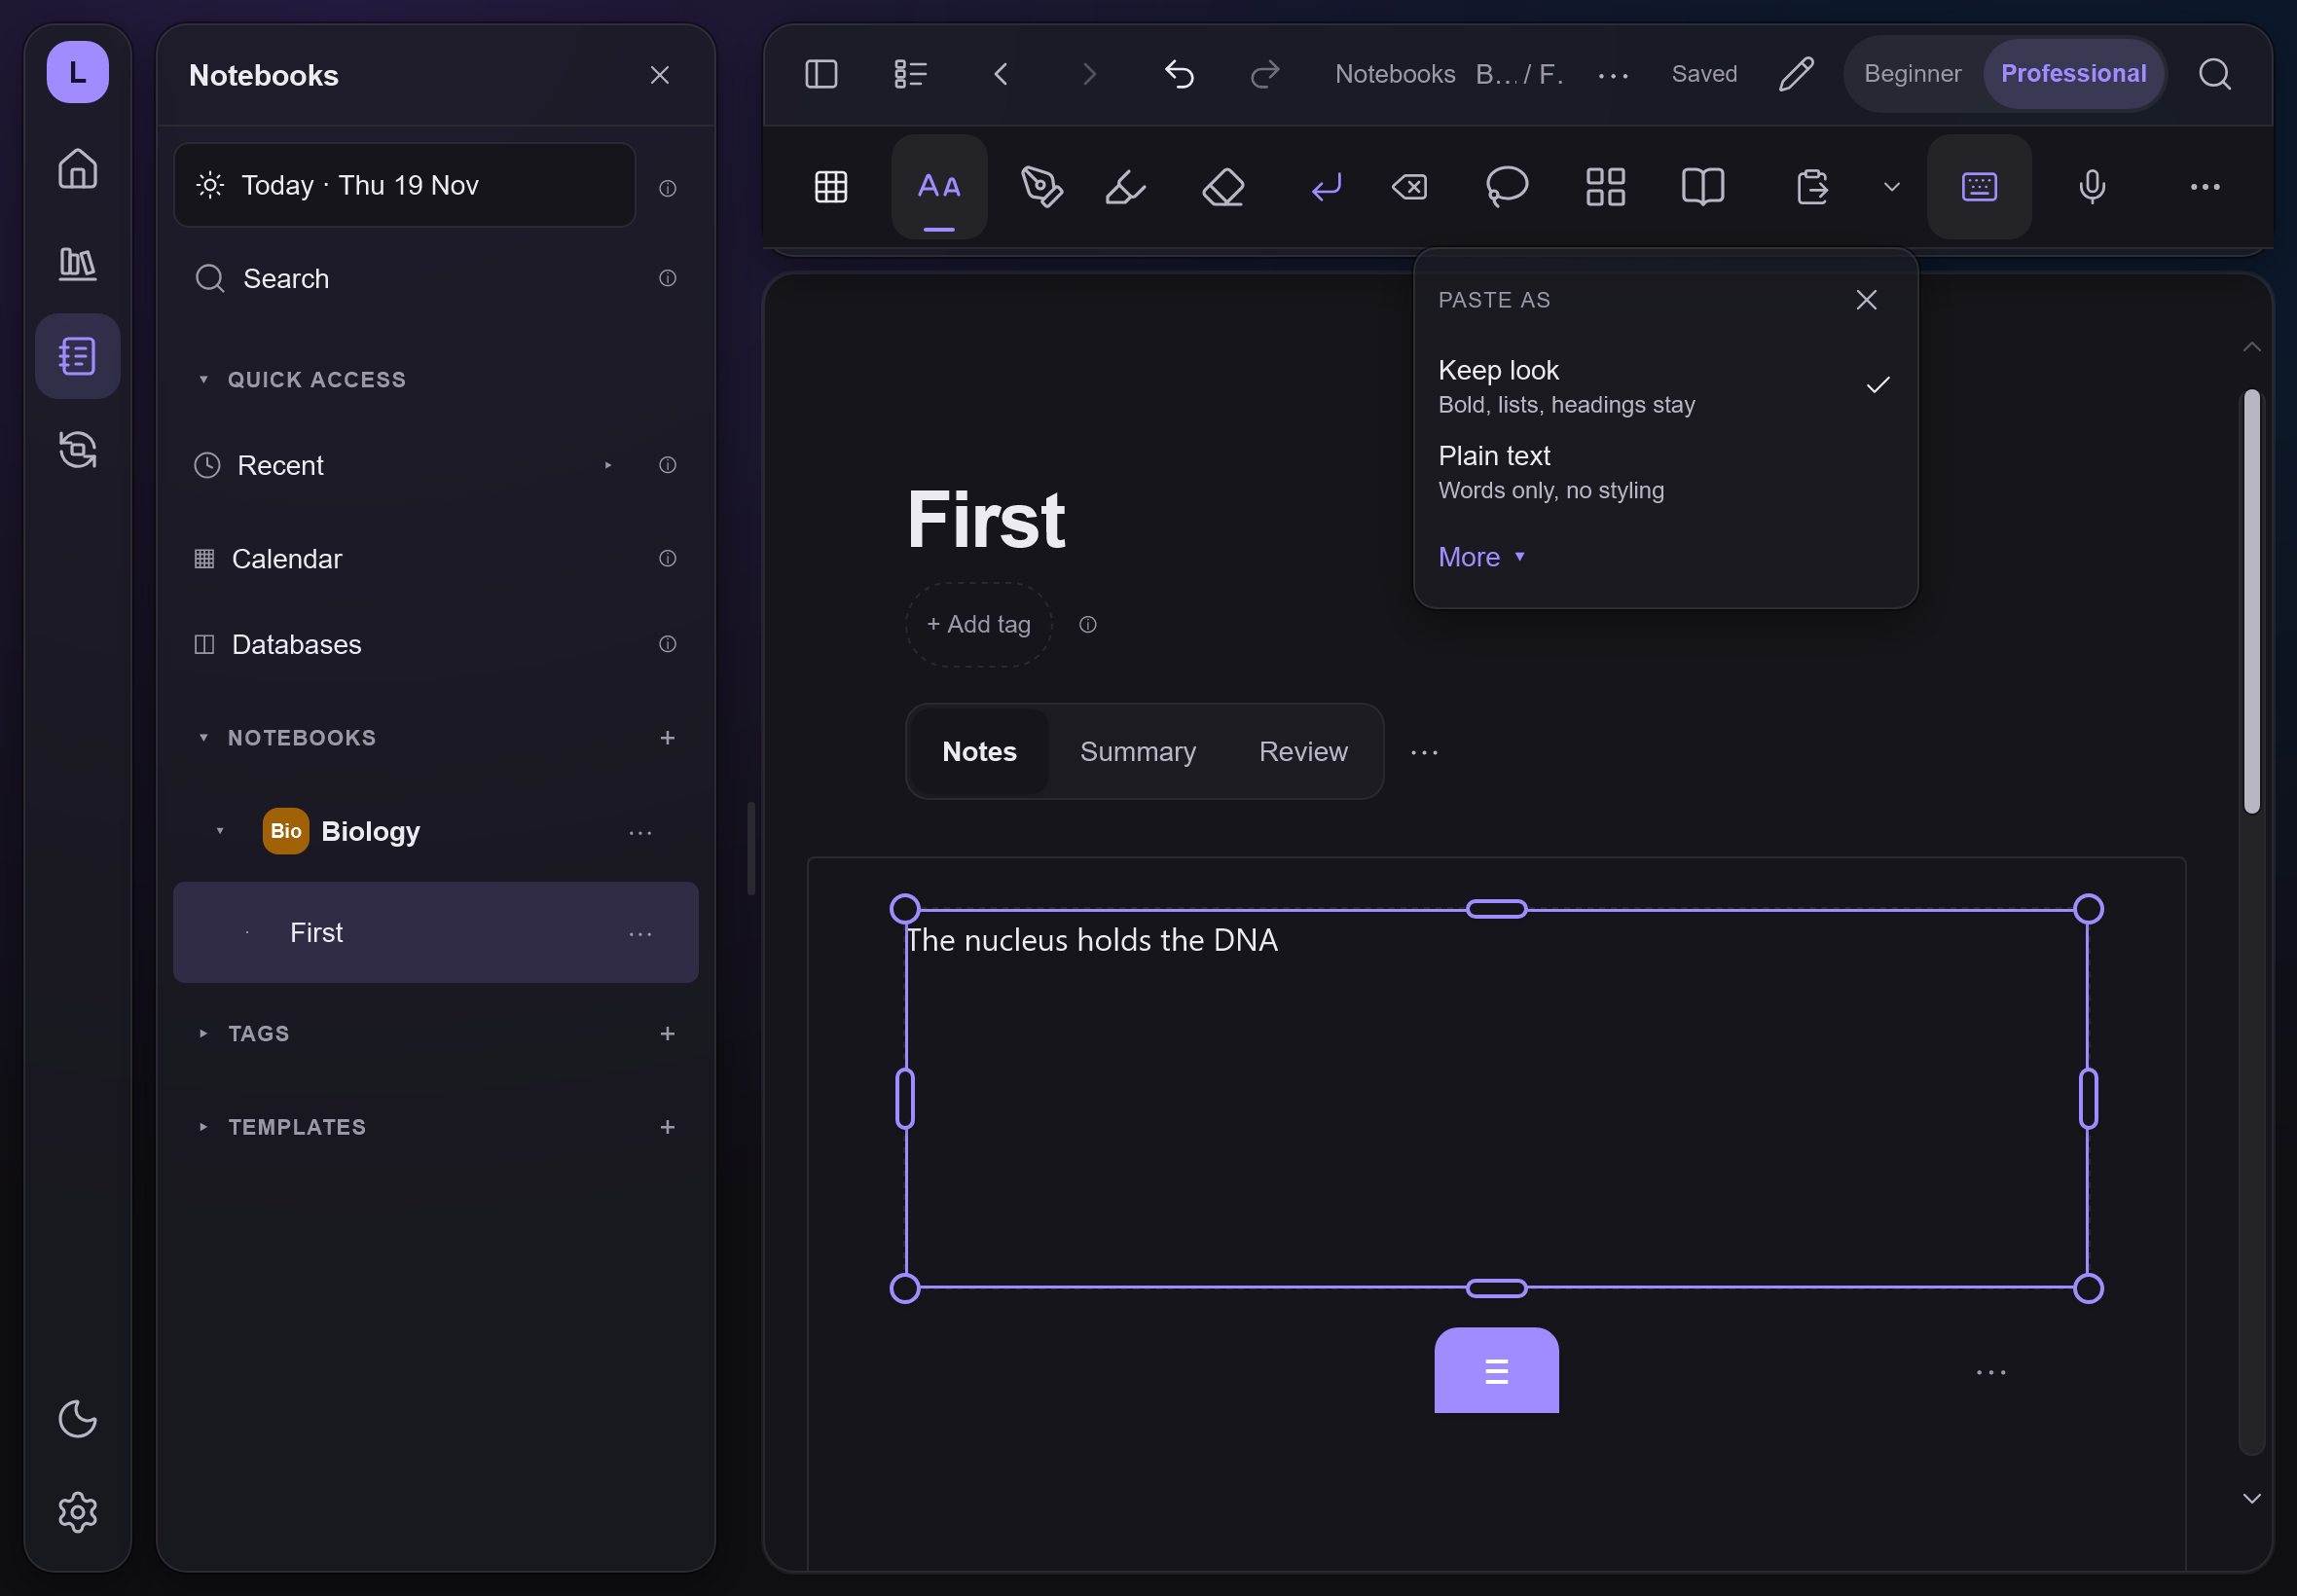 L
Notebooks
Today · Thu 19 Nov
Search
QUICK ACCESS
Recent
Calendar
Databases
NOTEBOOKS
Bio Biology
First
TAGS
TEMPLATES
Notebooks B... / F. Saved Beginner Professional
PASTE AS
Keep look
Bold, lists, headings stay
Plain text
Words only, no styling
More
First
+ Add tag
Notes Summary Review
The nucleus holds the DNA